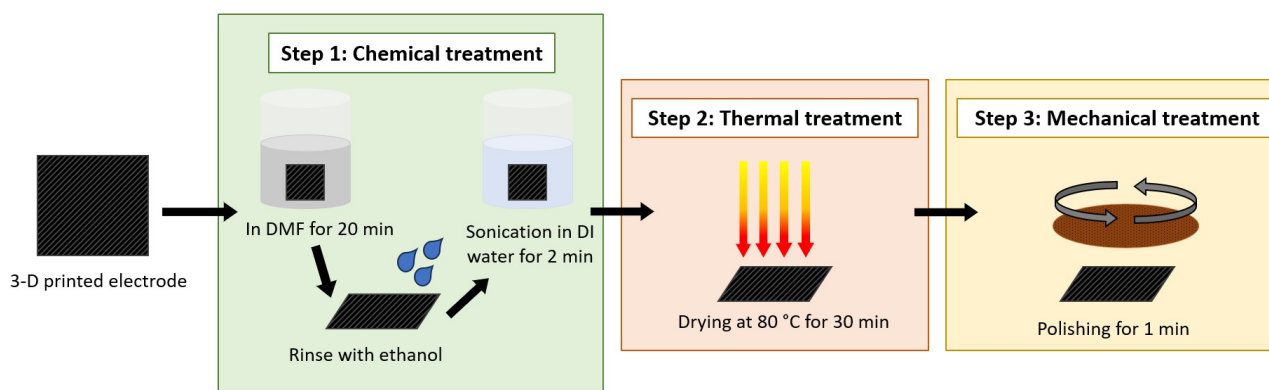 3-D printed electrode
Step 1: Chemical treatment
In DMF for 20 min
Rinse with ethanol
Sonication in DI
water for 2 min
Step 2: Thermal treatment
Drying at 80 °C for 30 min
Step 3: Mechanical treatment
Polishing for 1 min